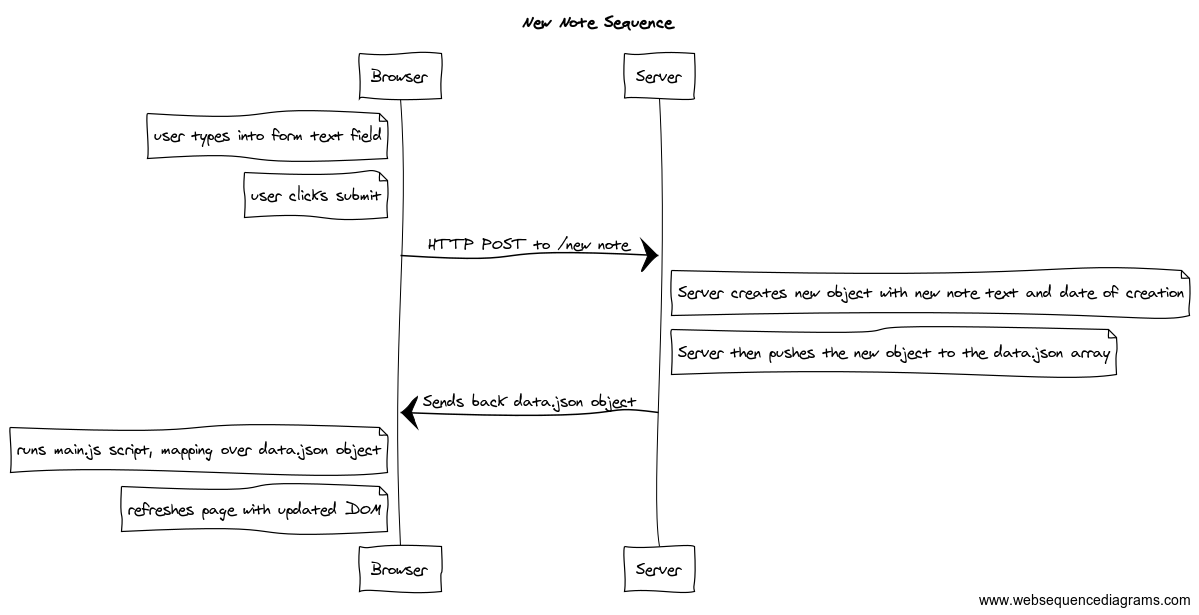 New Note Sequence
Browser
Server
user types into form text field
user clicks submit
HTTP POST to /new note
Server creates new object with new note text and date of creation
Server then pushes the new object to the data.json array
Sends back data.json object
runs main.js script, mapping over data.json object
refreshes page with updated DOM
Browser
Server
www.websequencediagrams.com